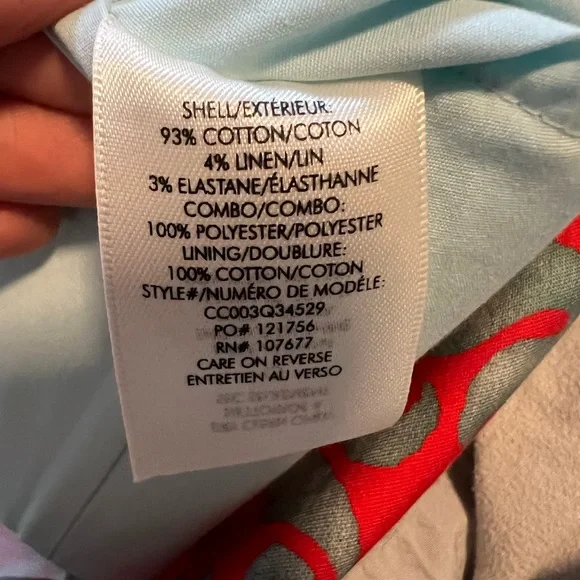 SHELL/EXTÉRIEUR:
93% COTTON/COTON
4% LINEN/LIN
3% ELASTANE/ÉLASTHANNE
COMBO/COMBO:
100% POLYESTER/POLYESTER
LINING/DOUBLURE:
100% COTTON/COTON
STYLE#/NUMÉRO DE MODÉLE:
CC003Q34529
PO# 121756
RN# 107677
CARE ON REVERSE
ENTRETIEN AU VERSO